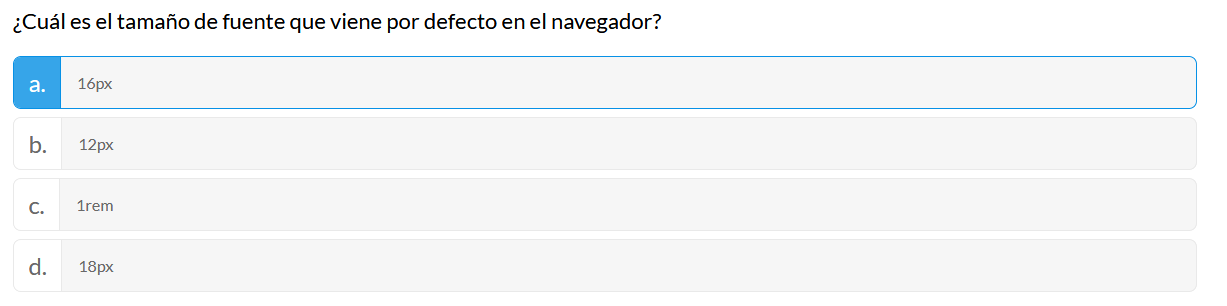 ¿Cuál es el tamaño de fuente que viene por defecto en el navegador?
a. 16px
b. 12px
c. 1rem
d. 18px